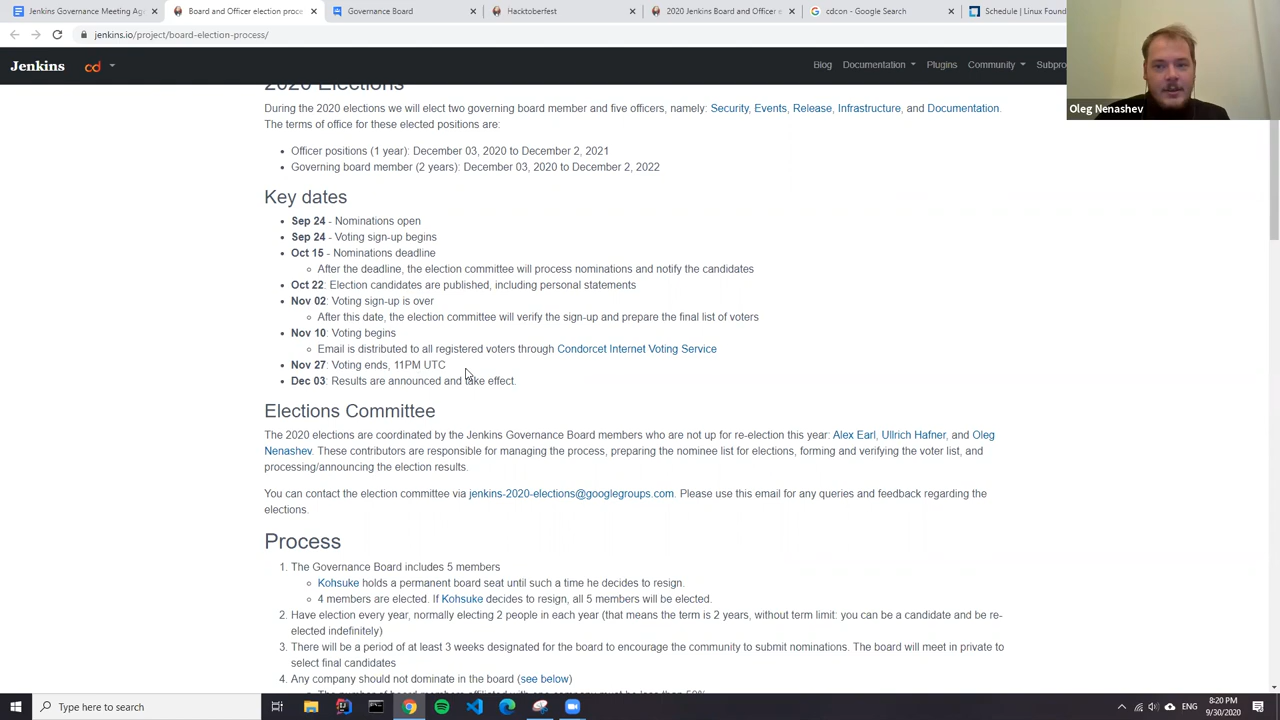 Jenkins Governance Meeting Age
Board and Officer election proce
Governance Board
Hacktoberfest
2020 Jenkins Board and Officer e
cdcon - Google Search
Schedule | Linux Found
jenkins.io/project/board-election-process/
Jenkins
cd
Blog
Documentation
Plugins
Community
Subpro
Oleg Nenashev
2020 Elections
During the 2020 elections we will elect two governing board member and five officers, namely: Security, Events, Release, Infrastructure, and Documentation.
The terms of office for these elected positions are:
Officer positions (1 year): December 03, 2020 to December 2, 2021
Governing board member (2 years): December 03, 2020 to December 2, 2022
Key dates
Sep 24 - Nominations open
Sep 24 - Voting sign-up begins
Oct 15 - Nominations deadline
After the deadline, the election committee will process nominations and notify the candidates
Oct 22: Election candidates are published, including personal statements
Nov 02: Voting sign-up is over
After this date, the election committee will verify the sign-up and prepare the final list of voters
Nov 10: Voting begins
Email is distributed to all registered voters through Condorcet Internet Voting Service
Nov 27: Voting ends, 11PM UTC
Dec 03: Results are announced and take effect.
Elections Committee
The 2020 elections are coordinated by the Jenkins Governance Board members who are not up for re-election this year: Alex Earl, Ullrich Hafner, and Oleg
Nenashev. These contributors are responsible for managing the process, preparing the nominee list for elections, forming and verifying the voter list, and
processing/announcing the election results.
You can contact the election committee via jenkins-2020-elections@googlegroups.com. Please use this email for any queries and feedback regarding the
elections.
Process
1. The Governance Board includes 5 members
Kohsuke holds a permanent board seat until such a time he decides to resign.
4 members are elected. If Kohsuke decides to resign, all 5 members will be elected.
2. Have election every year, normally electing 2 people in each year (that means the term is 2 years, without term limit: you can be a candidate and be re-
elected indefinitely)
3. There will be a period of at least 3 weeks designated for the board to encourage the community to submit nominations. The board will meet in private to
select final candidates
4. Any company should not dominate in the board (see below)
The number of board members affiliated with one company must be less than 50%
Type here to search
ENG
8:20 PM
9/30/2020